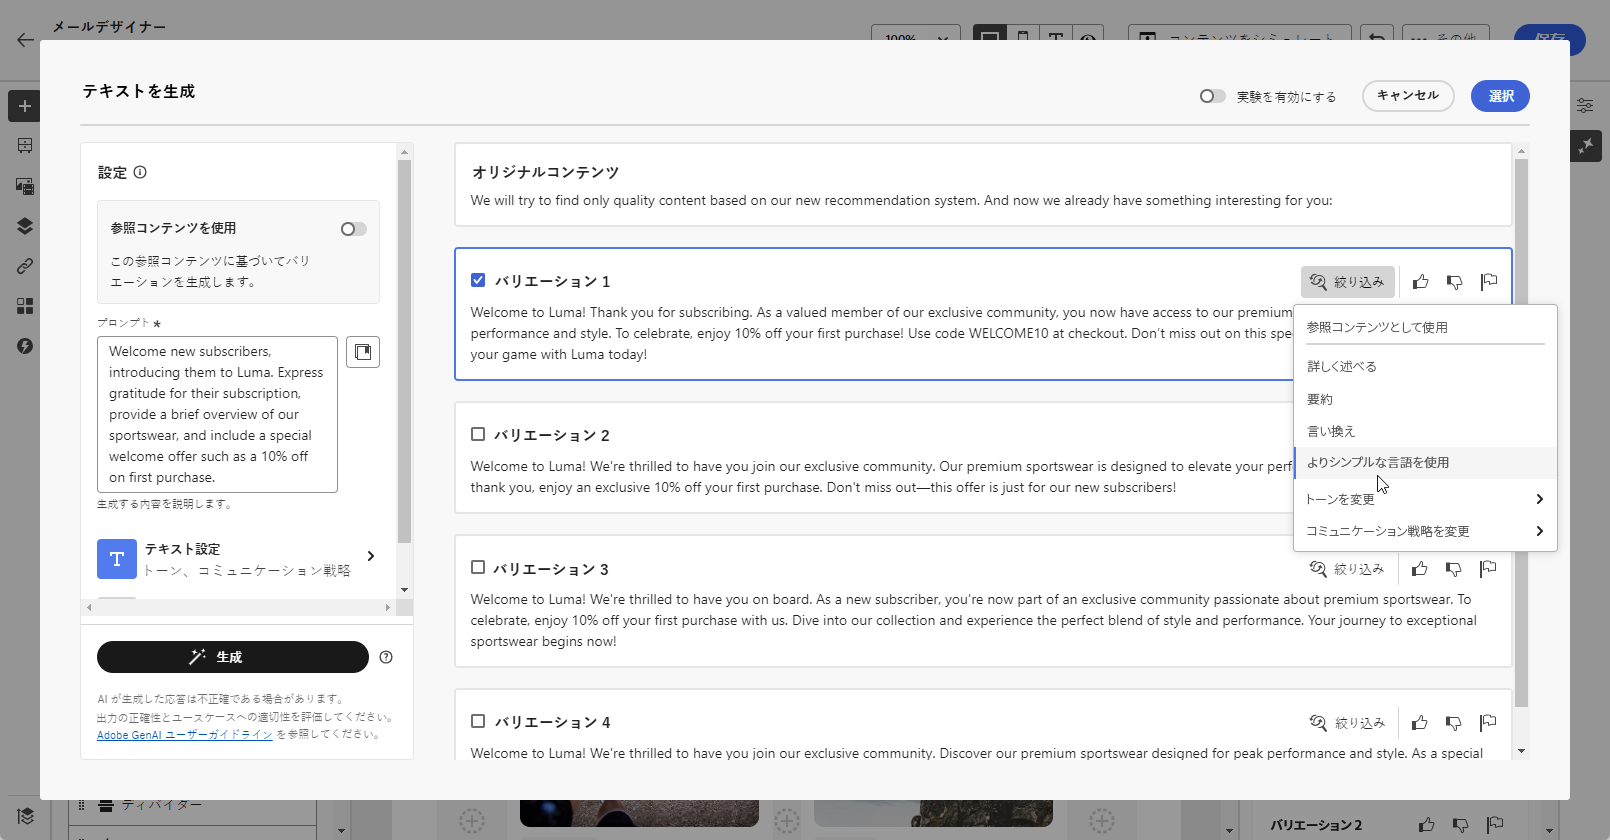 メールデザイナー
100%
コンテンツをシミュレート
その他
保存
テキストを生成
実験を有効にする
キャンセル
選択
設定
参照コンテンツを使用
この参照コンテンツに基づいてバリ
エーションを生成します。
プロンプト *
Welcome new subscribers,
introducing them to Luma. Express
gratitude for their subscription,
provide a brief overview of our
sportswear, and include a special
welcome offer such as a 10% off
on first purchase.
生成する内容を説明します。
テキスト設定
トーン、コミュニケーション戦略
生成
AI が生成した応答は不正確である場合があります。
出力の正確性とユースケースへの適切性を評価してください。
Adobe GenAI ユーザーガイドライン を参照してください。
オリジナルコンテンツ
We will try to find only quality content based on our new recommendation system. And now we already have something interesting for you:
バリエーション 1
絞り込み
Welcome to Luma! Thank you for subscribing. As a valued member of our exclusive community, you now have access to our premium
performance and style. To celebrate, enjoy 10% off your first purchase! Use code WELCOME10 at checkout. Don't miss out on this spe
your game with Luma today!
参照コンテンツとして使用
詳しく述べる
要約
言い換え
よりシンプルな言語を使用
トーンを変更
コミュニケーション戦略を変更
バリエーション 2
Welcome to Luma! We're thrilled to have you join our exclusive community. Our premium sportswear is designed to elevate your perf
thank you, enjoy an exclusive 10% off your first purchase. Don't miss out—this offer is just for our new subscribers!
バリエーション 3
絞り込み
Welcome to Luma! We're thrilled to have you on board. As a new subscriber, you're now part of an exclusive community passionate about premium sportswear. To
celebrate, enjoy 10% off your first purchase with us. Dive into our collection and experience the perfect blend of style and performance. Your journey to exceptional
sportswear begins now!
バリエーション 4
絞り込み
Welcome to Luma! We're thrilled to have you join our exclusive community. Discover our premium sportswear designed for peak performance and style. As a special
ディバイダー
バリエーション 2